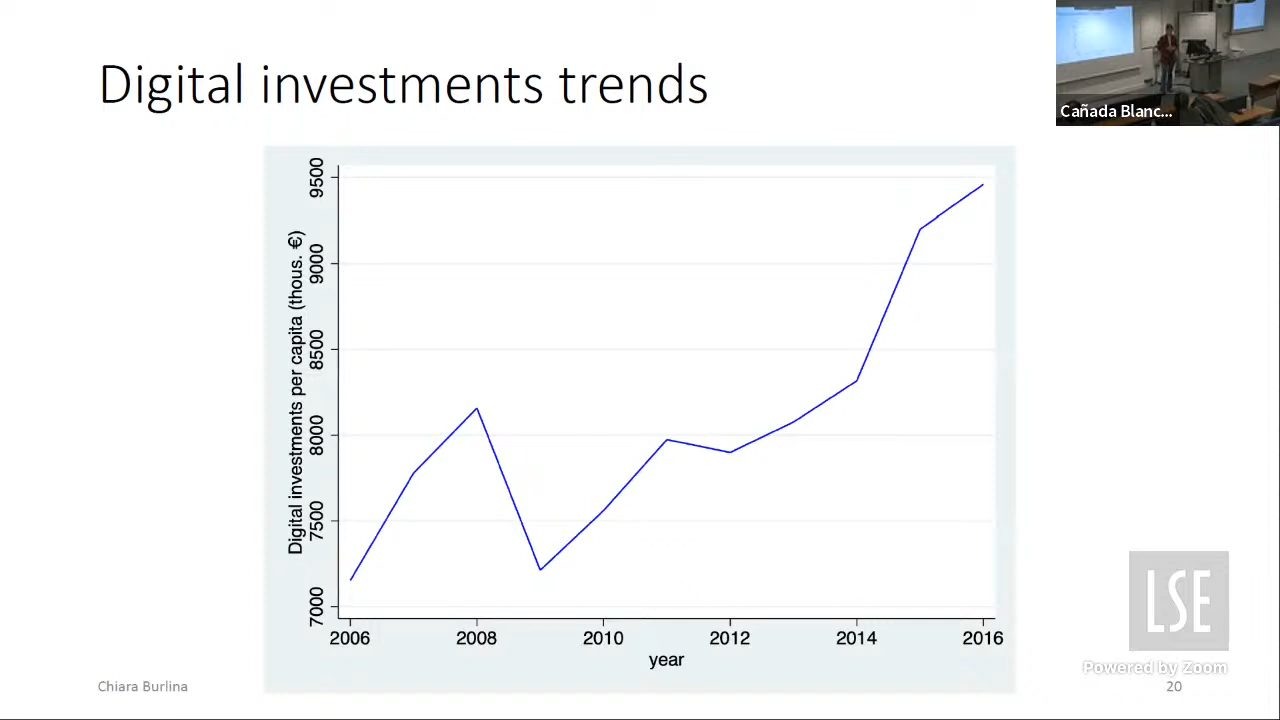 Digital investments trends
Cañada Blanc...
Digital investments per capita (thous. €)
9500
9000
8500
8000
7500
7000
2006 2008 2010 2012 2014 2016
year
LSE
Powered by Zoom
Chiara Burlina
20